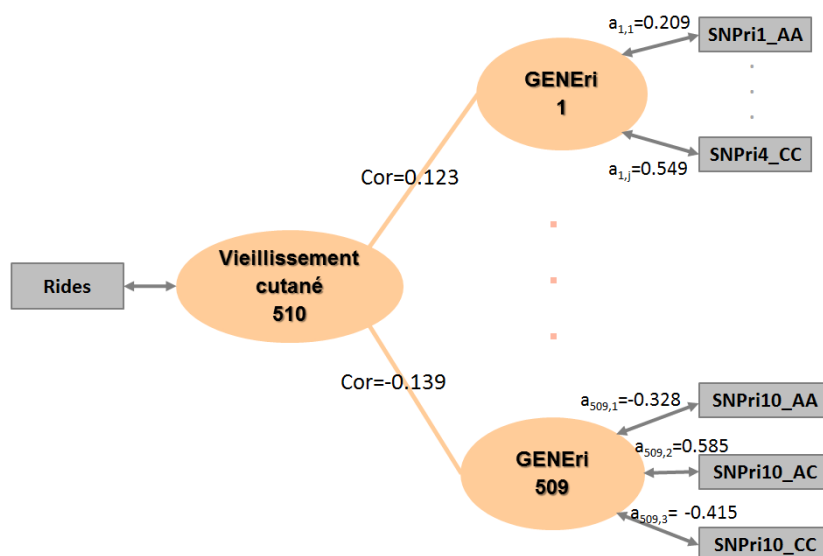 a1,1=0.209
SNPri1_AA
GENEri
1
SNPri4_CC
a1,j=0.549
Cor=0.123
Vieillissement
cutané
510
Rides
Cor=-0.139
a509,1=-0.328
SNPri10_AA
a509,2=0.585
GENEri
509
SNPri10_AC
a509,3= -0.415
SNPri10_CC